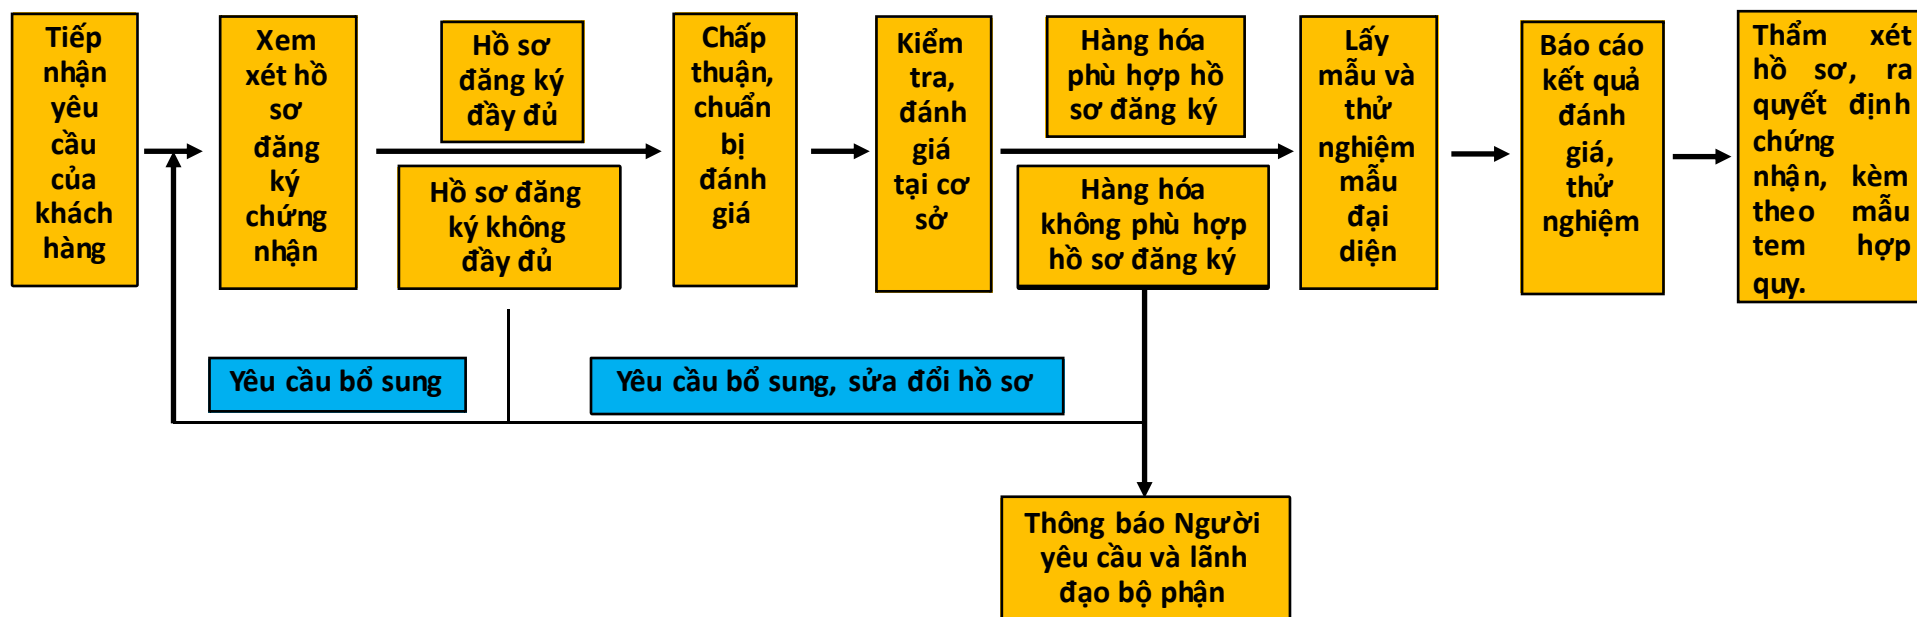 Tiếp
nhận
yêu
cầu
của
khách
hàng
Xem
xét hồ
sơ
đăng
ký
chứng
nhận
Hồ sơ
đăng ký
đầy đủ
Hồ sơ đăng
ký không
đầy đủ
Chấp
thuận,
chuẩn
bị
đánh
giá
Kiểm
tra,
đánh
giá
tại cơ
sở
Hàng hóa
phù hợp hồ
sơ đăng ký
Hàng hóa
không phù hợp
hồ sơ đăng ký
Lấy
mẫu và
thử
nghiệm
mẫu
đại
diện
Báo cáo
kết quả
đánh
giá,
thử
nghiệm
Thẩm xét
hồ sơ, ra
quyết định
chứng
nhận, kèm
theo mẫu
tem hợp
quy.
Yêu cầu bổ sung
Yêu cầu bổ sung, sửa đổi hồ sơ
Thông báo Người
yêu cầu và lãnh
đạo bộ phận